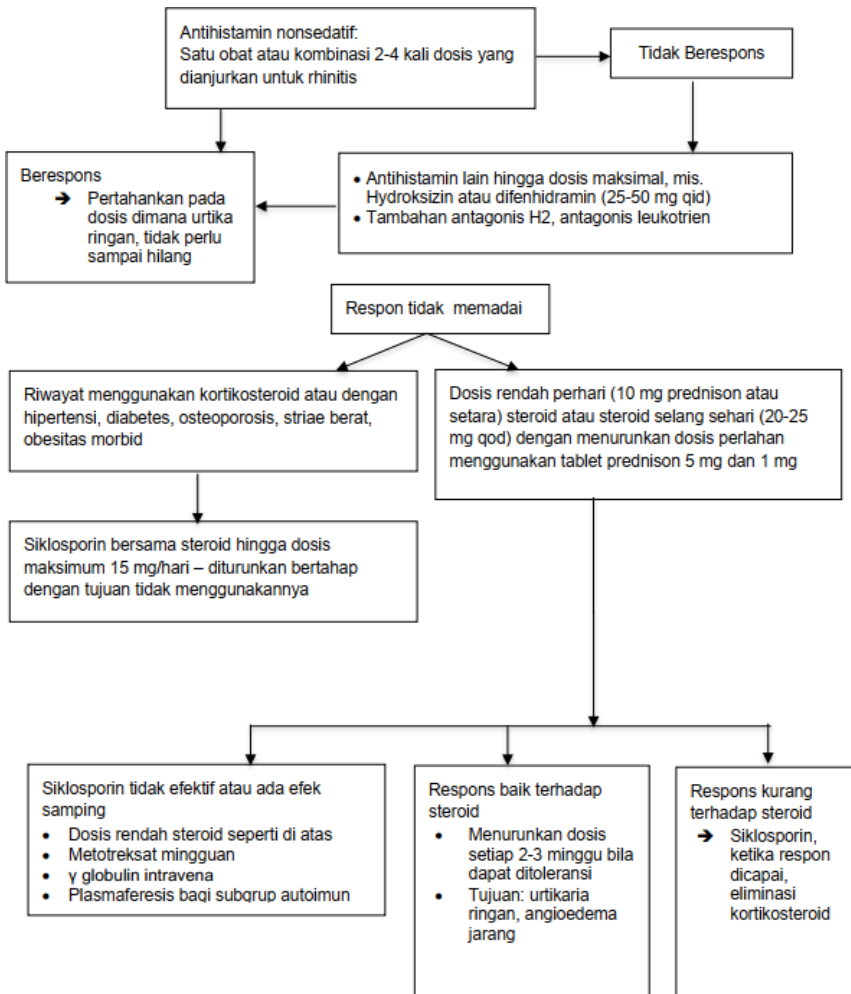 Antihistamin nonsedatif:
Satu obat atau kombinasi 2-4 kali dosis yang
dianjurkan untuk rhinitis
Tidak Berespons
Berespons
➔ Pertahankan pada
dosis dimana urtika
ringan, tidak perlu
sampai hilang
• Antihistamin lain hingga dosis maksimal, mis.
Hydroksizin atau difenhidramin (25-50 mg qid)
• Tambahan antagonis H2, antagonis leukotrien
Respon tidak memadai
Riwayat menggunakan kortikosteroid atau dengan
hipertensi, diabetes, osteoporosis, striae berat,
obesitas morbid
Dosis rendah perhari (10 mg prednison atau
setara) steroid atau steroid selang sehari (20-25
mg qod) dengan menurunkan dosis perlahan
menggunakan tablet prednison 5 mg dan 1 mg
Siklosporin bersama steroid hingga dosis
maksimum 15 mg/hari – diturunkan bertahap
dengan tujuan tidak menggunakannya
Siklosporin tidak efektif atau ada efek
samping
• Dosis rendah steroid seperti di atas
• Metotreksat mingguan
• γ globulin intravena
• Plasmaferesis bagi subgrup autoimun
Respons baik terhadap
steroid
• Menurunkan dosis
setiap 2-3 minggu bila
dapat ditoleransi
• Tujuan: urtikaria
ringan, angioedema
jarang
Respons kurang
terhadap steroid
➔ Siklosporin,
ketika respon
dicapai,
eliminasi
kortikosteroid